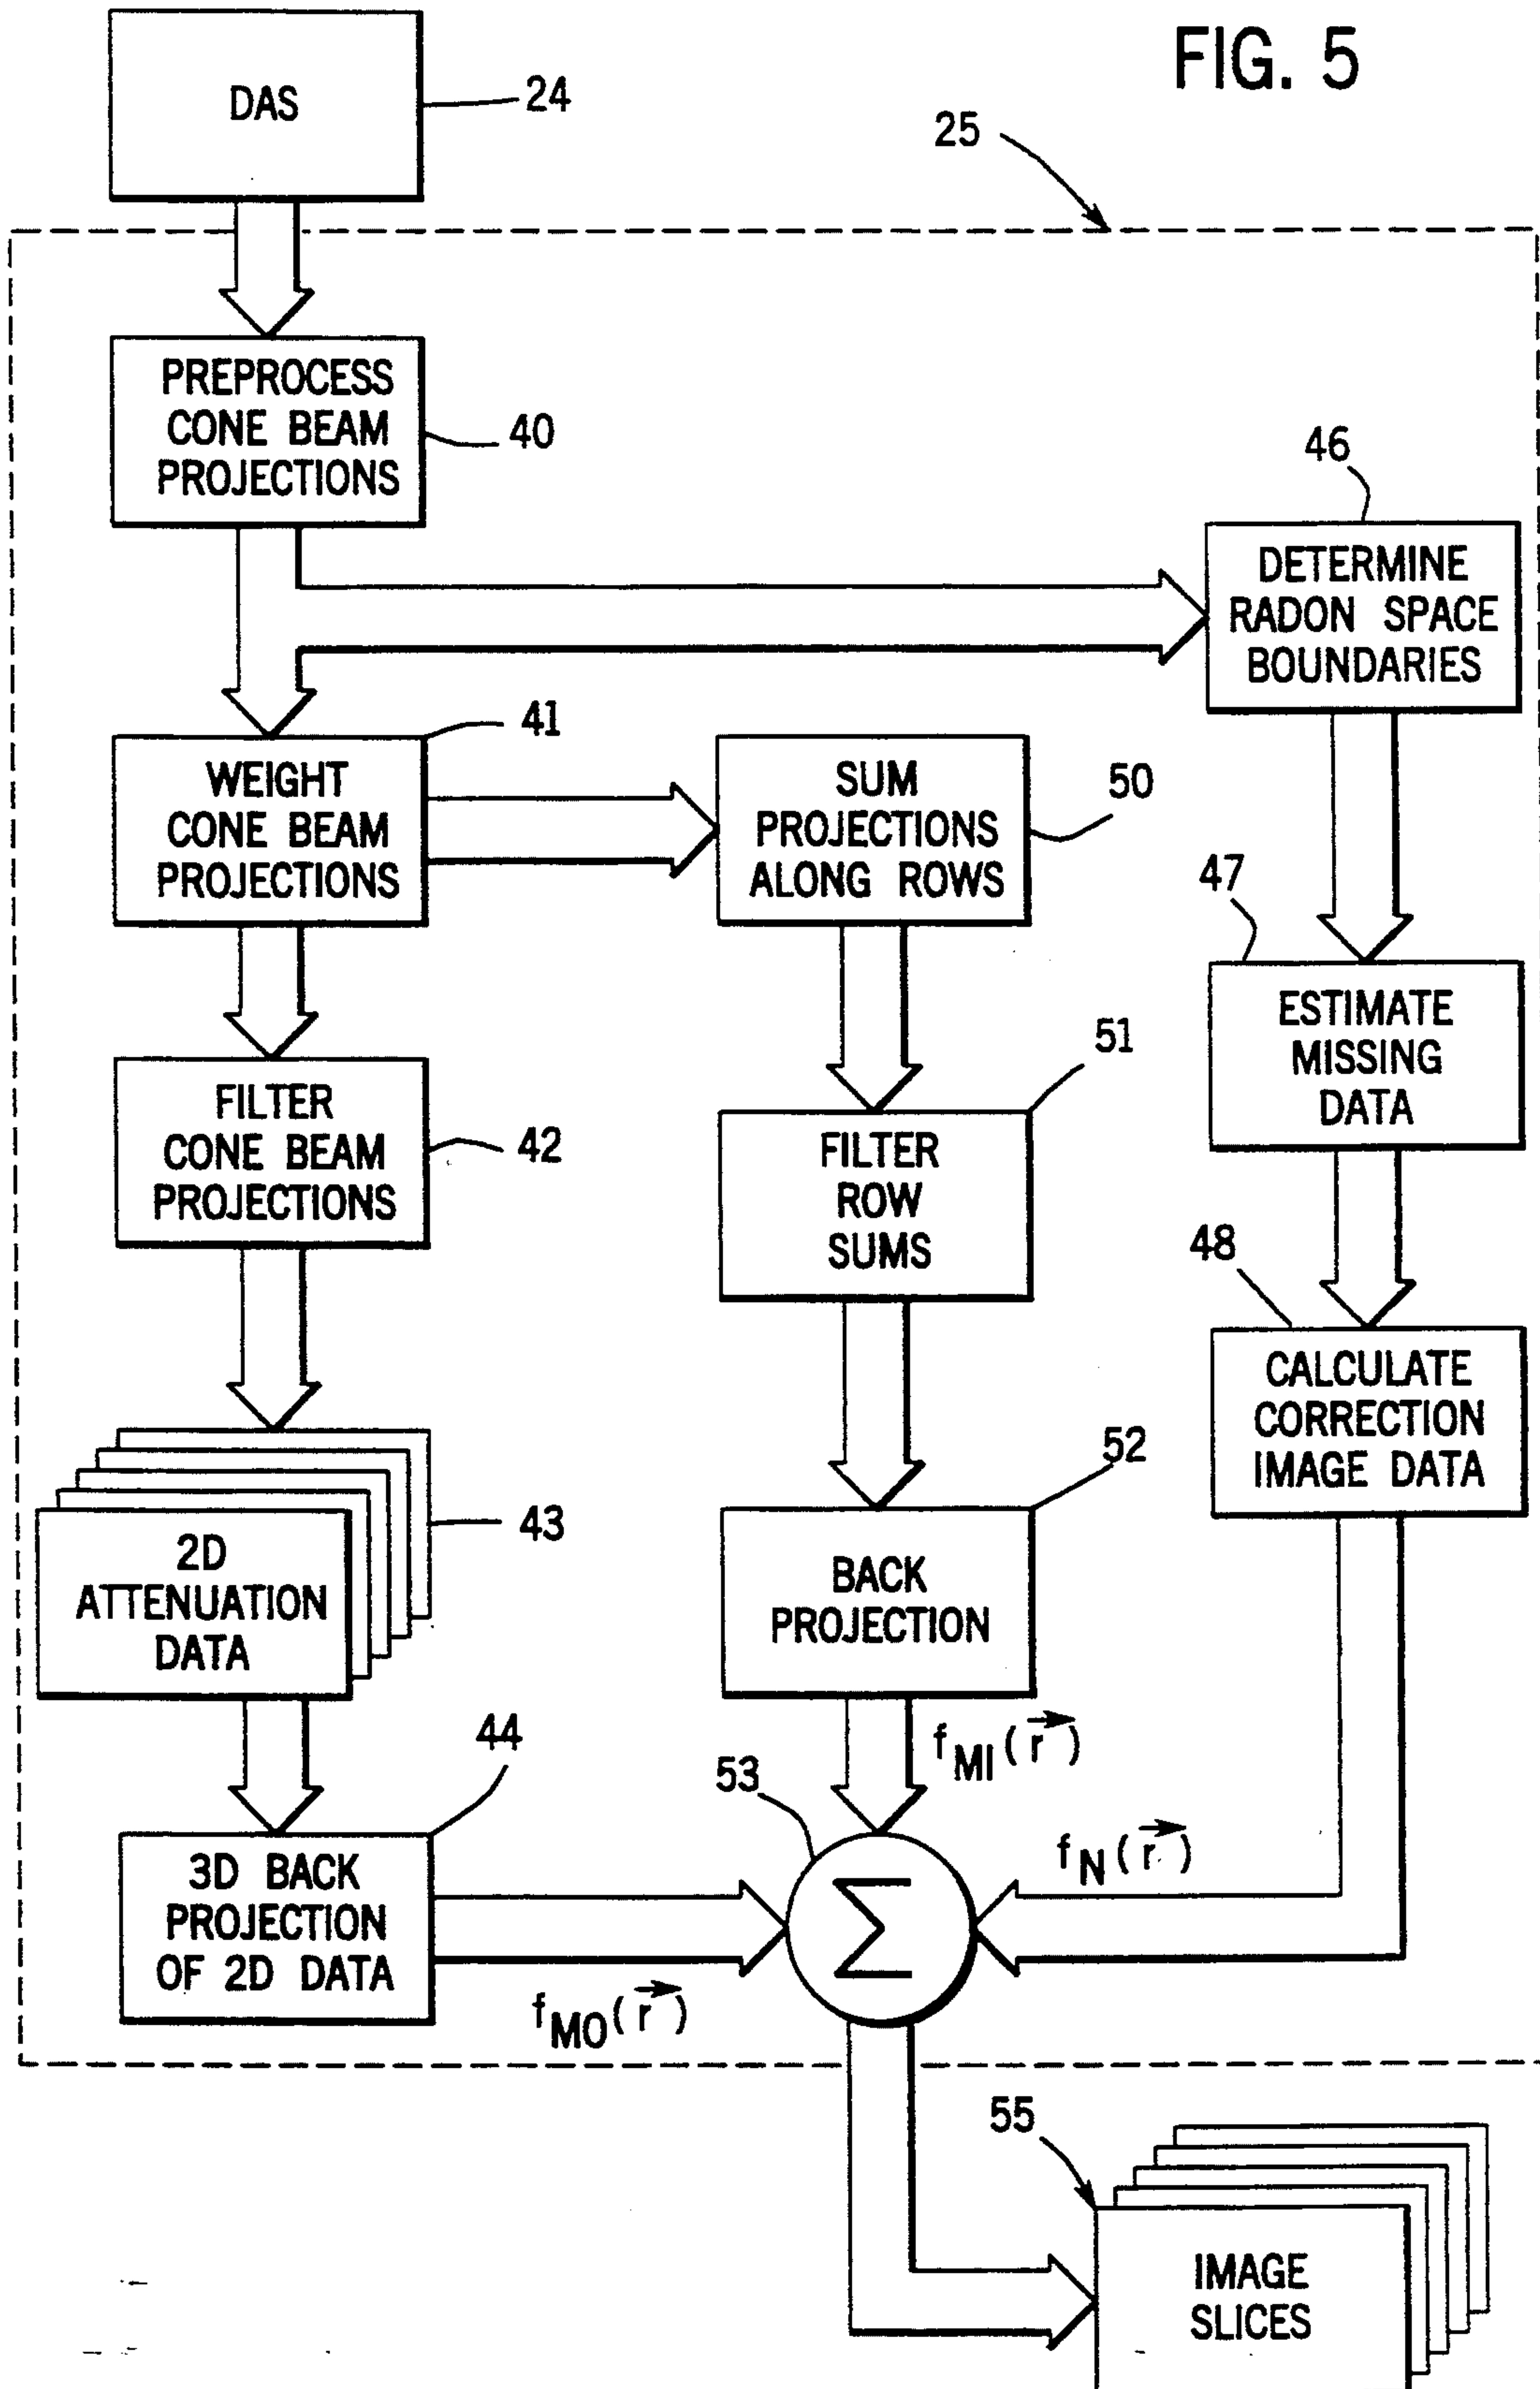 FIG. 5
DAS
24
25
PREPROCESS
CONE BEAM
PROJECTIONS
40
46
DETERMINE
RADON SPACE
BOUNDARIES
41
WEIGHT
CONE BEAM
PROJECTIONS
SUM
PROJECTIONS
ALONG ROWS
50
47
ESTIMATE
MISSING
DATA
FILTER
CONE BEAM
PROJECTIONS
42
51
FILTER
ROW
SUMS
48
CALCULATE
CORRECTION
IMAGE DATA
43
2D
ATTENUATION
DATA
52
BACK
PROJECTION
44
3D BACK
PROJECTION
OF 2D DATA
53
f_MI(r⃗)
f_N(r⃗)
Σ
f_MO(r⃗)
55
IMAGE
SLICES